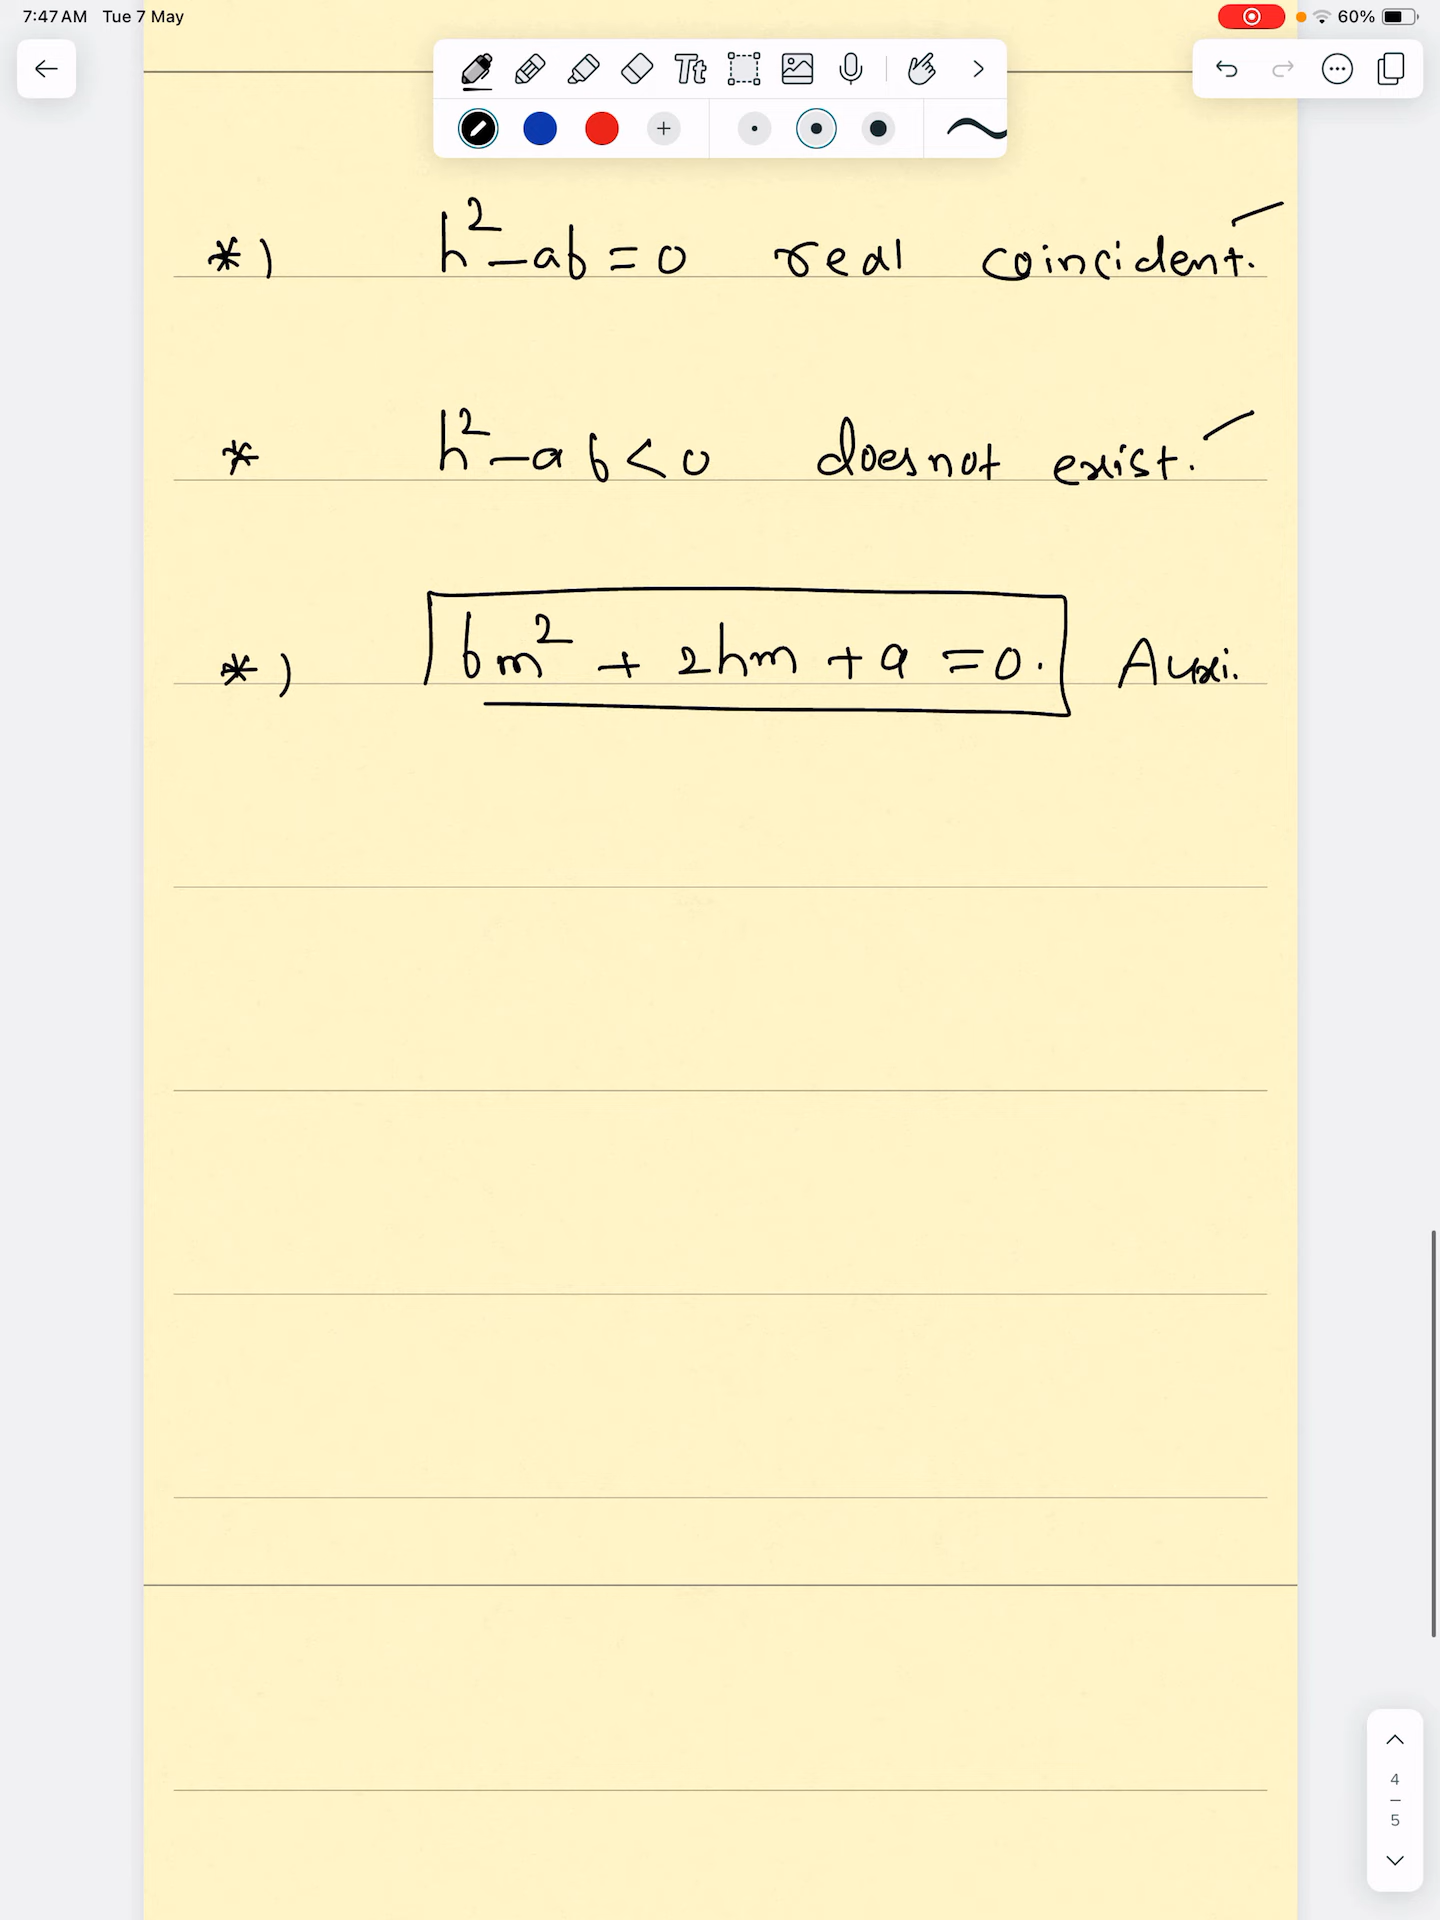 7:47 AM Tue 7 May
60%
Tt
*) h²-ab=0 real coincident.
* h²-ab<0 does not exist.
*) bm² + 2hm + a = 0. Auxi.
4
5